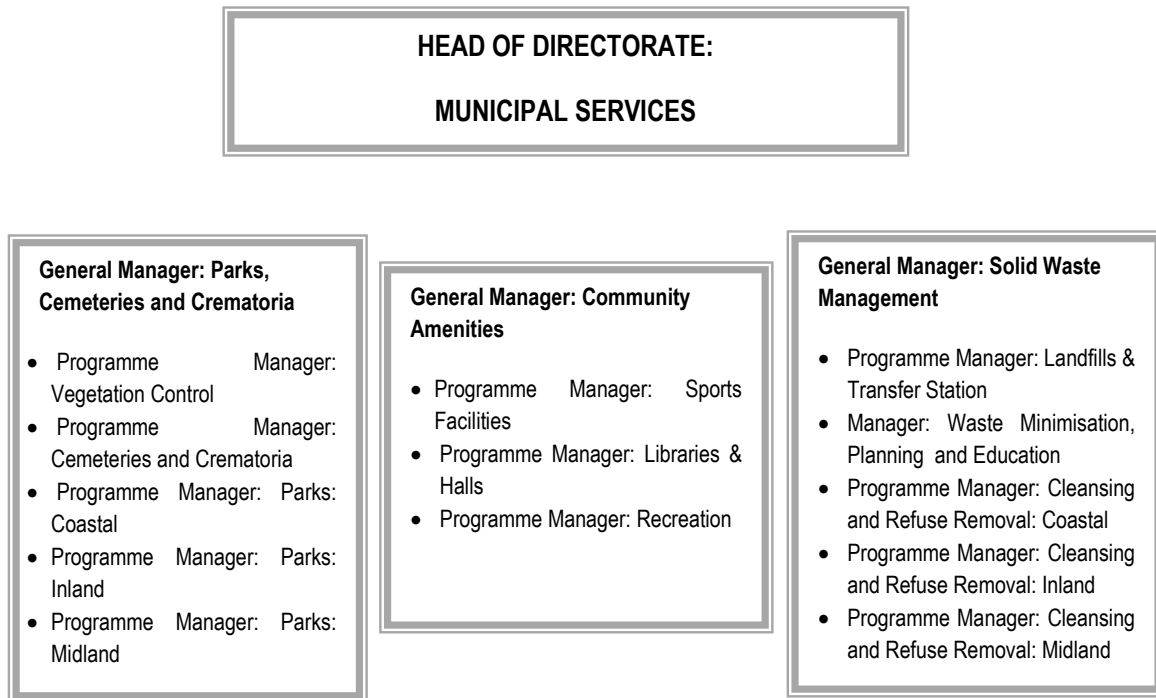 HEAD OF DIRECTORATE:
MUNICIPAL SERVICES
General Manager: Parks,
Cemeteries and Crematoria
• Programme Manager:
Vegetation Control
• Programme Manager:
Cemeteries and Crematoria
• Programme Manager: Parks:
Coastal
• Programme Manager: Parks:
Inland
• Programme Manager: Parks:
Midland
General Manager: Community
Amenities
• Programme Manager: Sports
Facilities
• Programme Manager: Libraries &
Halls
• Programme Manager: Recreation
General Manager: Solid Waste
Management
• Programme Manager: Landfills &
Transfer Station
• Manager: Waste Minimisation,
Planning and Education
• Programme Manager: Cleansing
and Refuse Removal: Coastal
• Programme Manager: Cleansing
and Refuse Removal: Inland
• Programme Manager: Cleansing
and Refuse Removal: Midland